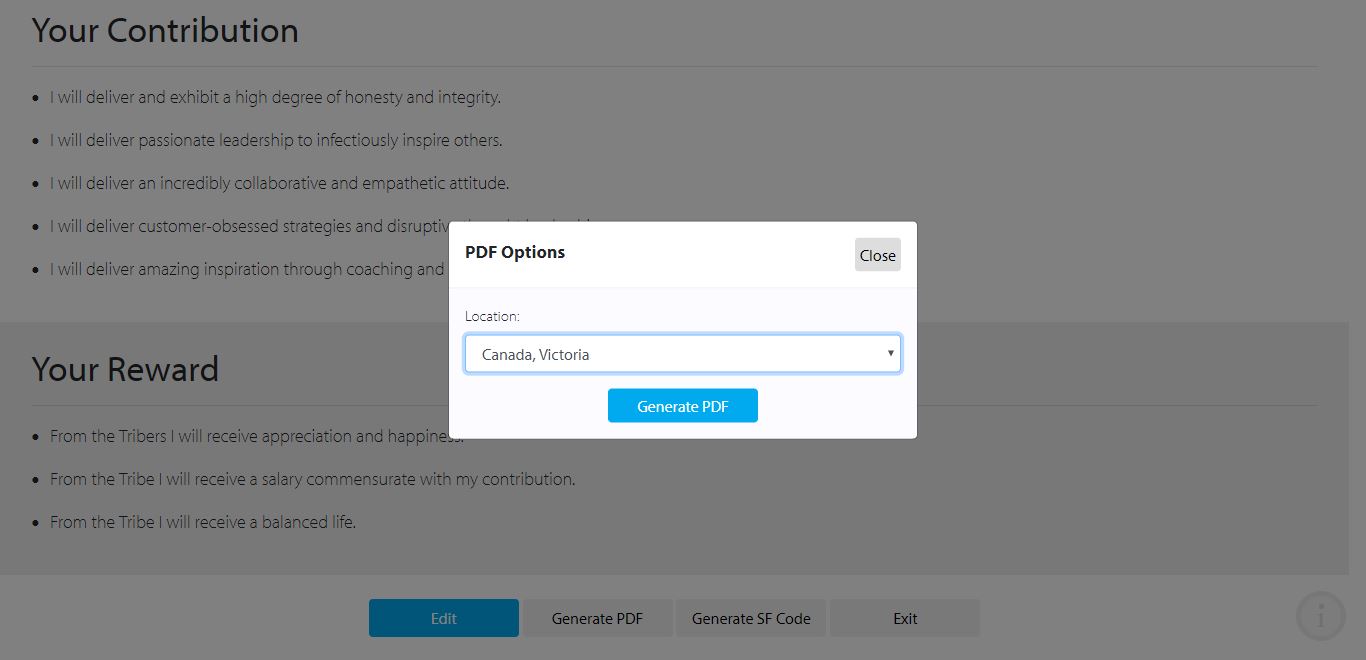 Your Contribution
I will deliver and exhibit a high degree of honesty and integrity.
I will deliver passionate leadership to infectiously inspire others.
I will deliver an incredibly collaborative and empathetic attitude.
I will deliver customer-obsessed strategies and disruptive
I will deliver amazing inspiration through coaching and
PDF Options
Close
Location:
Canada, Victoria
Generate PDF
Your Reward
From the Tribers I will receive appreciation and happiness.
From the Tribe I will receive a salary commensurate with my contribution.
From the Tribe I will receive a balanced life.
Edit
Generate PDF
Generate SF Code
Exit
i